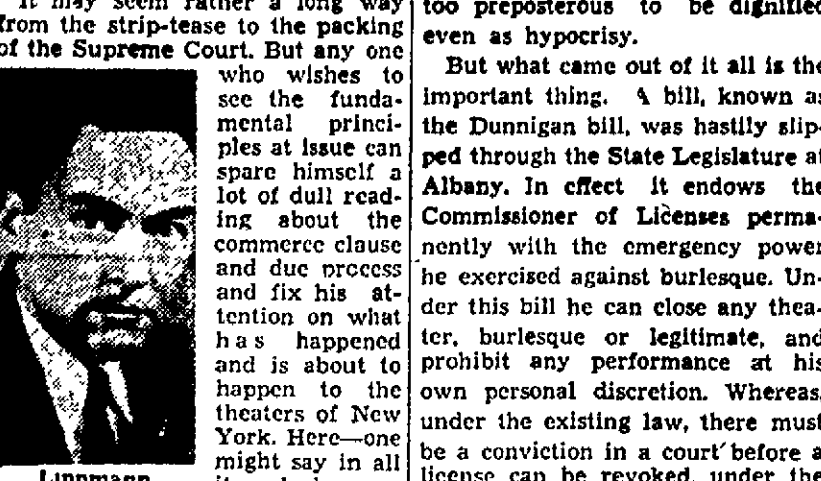 It may seem rather a long way
from the strip-tease to the packing
of the Supreme Court. But any one
who wishes to
see the funda-
mental princi-
ples at issue can
spare himself a
lot of dull read-
ing about the
commerce clause
and due process
and fix his at-
tention on what
has happened
and is about to
happen to the
theaters of New
York. Here—one
might say in all
Lippmann
too preposterous to be dignified
even as hypocrisy.
But what came out of it all is the
important thing. A bill, known as
the Dunnigan bill, was hastily slip-
ped through the State Legislature at
Albany. In effect it endows the
Commissioner of Licenses perma-
nently with the emergency power
he exercised against burlesque. Un-
der this bill he can close any thea-
ter, burlesque or legitimate, and
prohibit any performance at his
own personal discretion. Whereas,
under the existing law, there must
be a conviction in a court before a
license can be revoked, under the